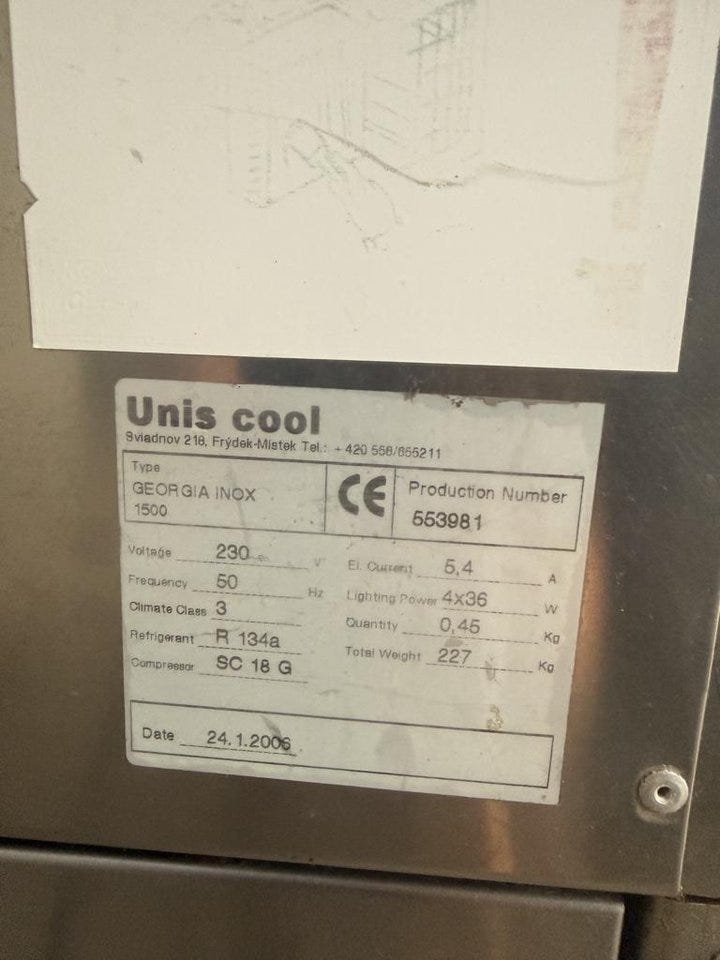 Unis cool
Sviadnov 218, Frýdek-Mistek Tel.: +420 558/655211
Type
GEORGIA INOX
1500
CE
Production Number
553981
Voltage 230 V
El. Current 5,4 A
Frequency 50 Hz
Lighting Power 4x36 W
Climate Class 3
Quantity 0,45 Kg
Refrigerant R 134a
Total Weight 227 Kg
Compressor SC 18 G
Date 24.1.2006